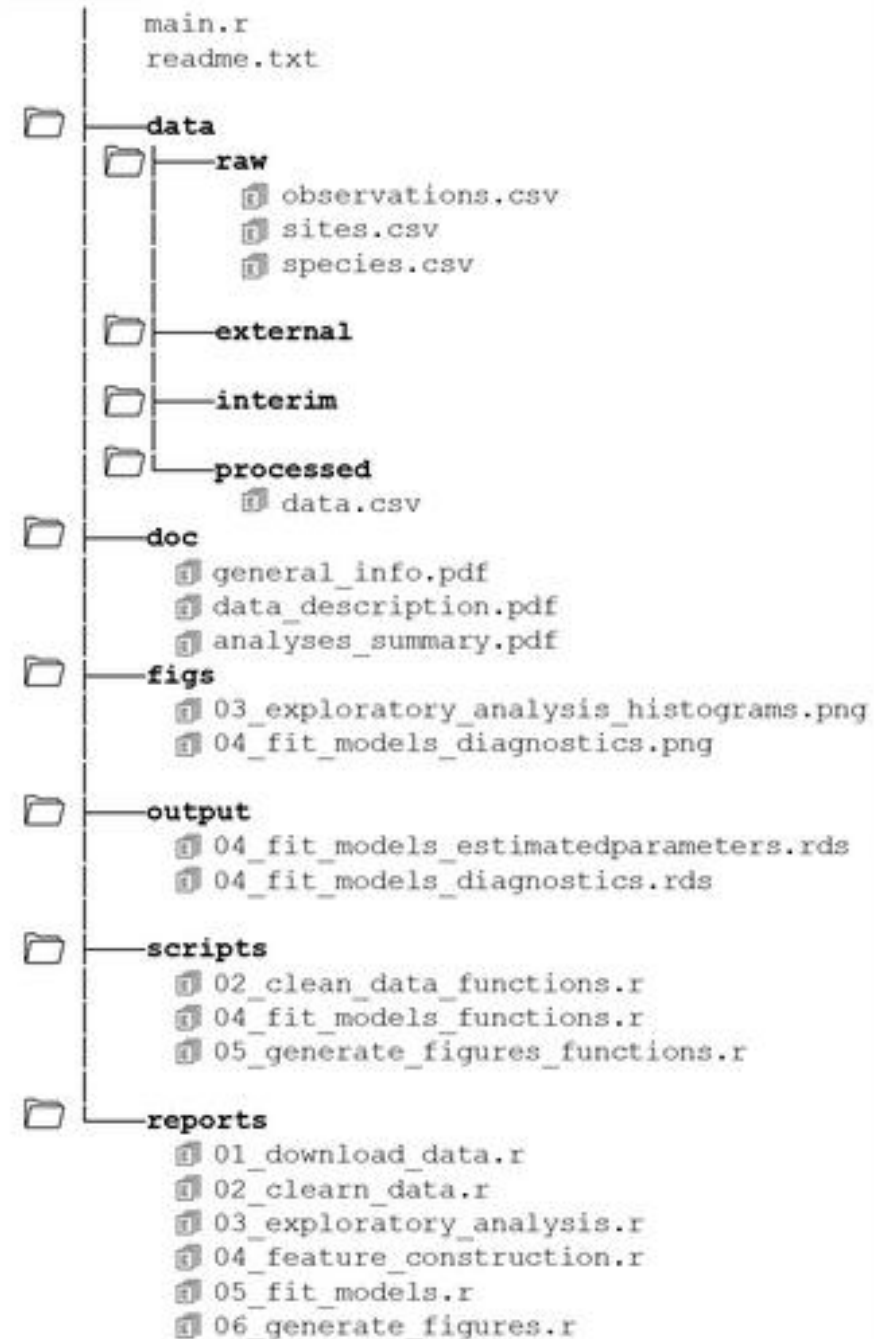 main.r
readme.txt
data
raw
observations.csv
sites.csv
species.csv
external
interim
processed
data.csv
doc
general_info.pdf
data_description.pdf
analyses_summary.pdf
figs
03_exploratory_analysis_histograms.png
04_fit_models_diagnostics.png
output
04_fit_models_estimatedparameters.rds
04_fit_models_diagnostics.rds
scripts
02_clean_data_functions.r
04_fit_models_functions.r
05_generate_figures_functions.r
reports
01_download_data.r
02_clearn_data.r
03_exploratory_analysis.r
04_feature_construction.r
05_fit_models.r
06_generate_figures.r